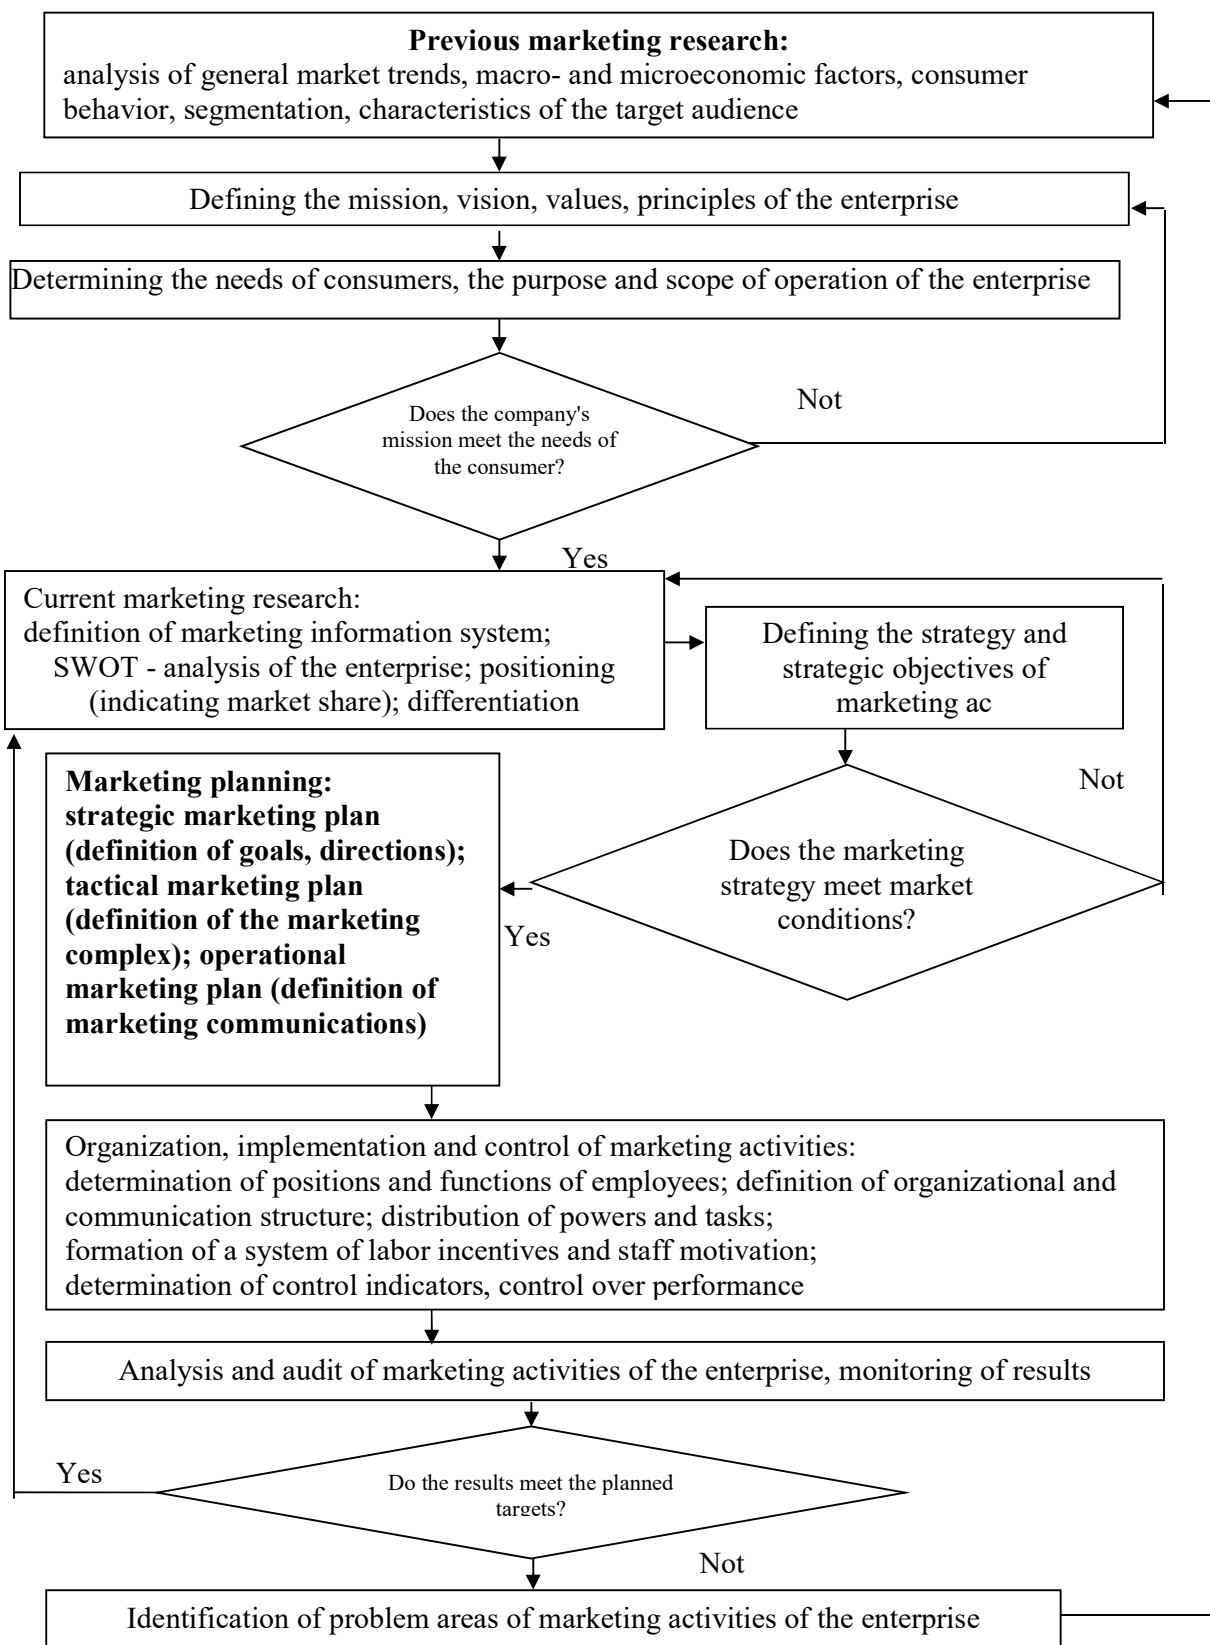 Previous marketing research:
analysis of general market trends, macro- and microeconomic factors, consumer
behavior, segmentation, characteristics of the target audience
Defining the mission, vision, values, principles of the enterprise
Determining the needs of consumers, the purpose and scope of operation of the enterprise
Does the company's
mission meet the needs of
the consumer?
Not
Yes
Current marketing research:
definition of marketing information system;
SWOT - analysis of the enterprise; positioning
(indicating market share); differentiation
Defining the strategy and
strategic objectives of
marketing ac
Not
Does the marketing
strategy meet market
conditions?
Yes
Marketing planning:
strategic marketing plan
(definition of goals, directions);
tactical marketing plan
(definition of the marketing
complex); operational
marketing plan (definition of
marketing communications)
Organization, implementation and control of marketing activities:
determination of positions and functions of employees; definition of organizational and
communication structure; distribution of powers and tasks;
formation of a system of labor incentives and staff motivation;
determination of control indicators, control over performance
Analysis and audit of marketing activities of the enterprise, monitoring of results
Yes
Do the results meet the planned
targets?
Not
Identification of problem areas of marketing activities of the enterprise